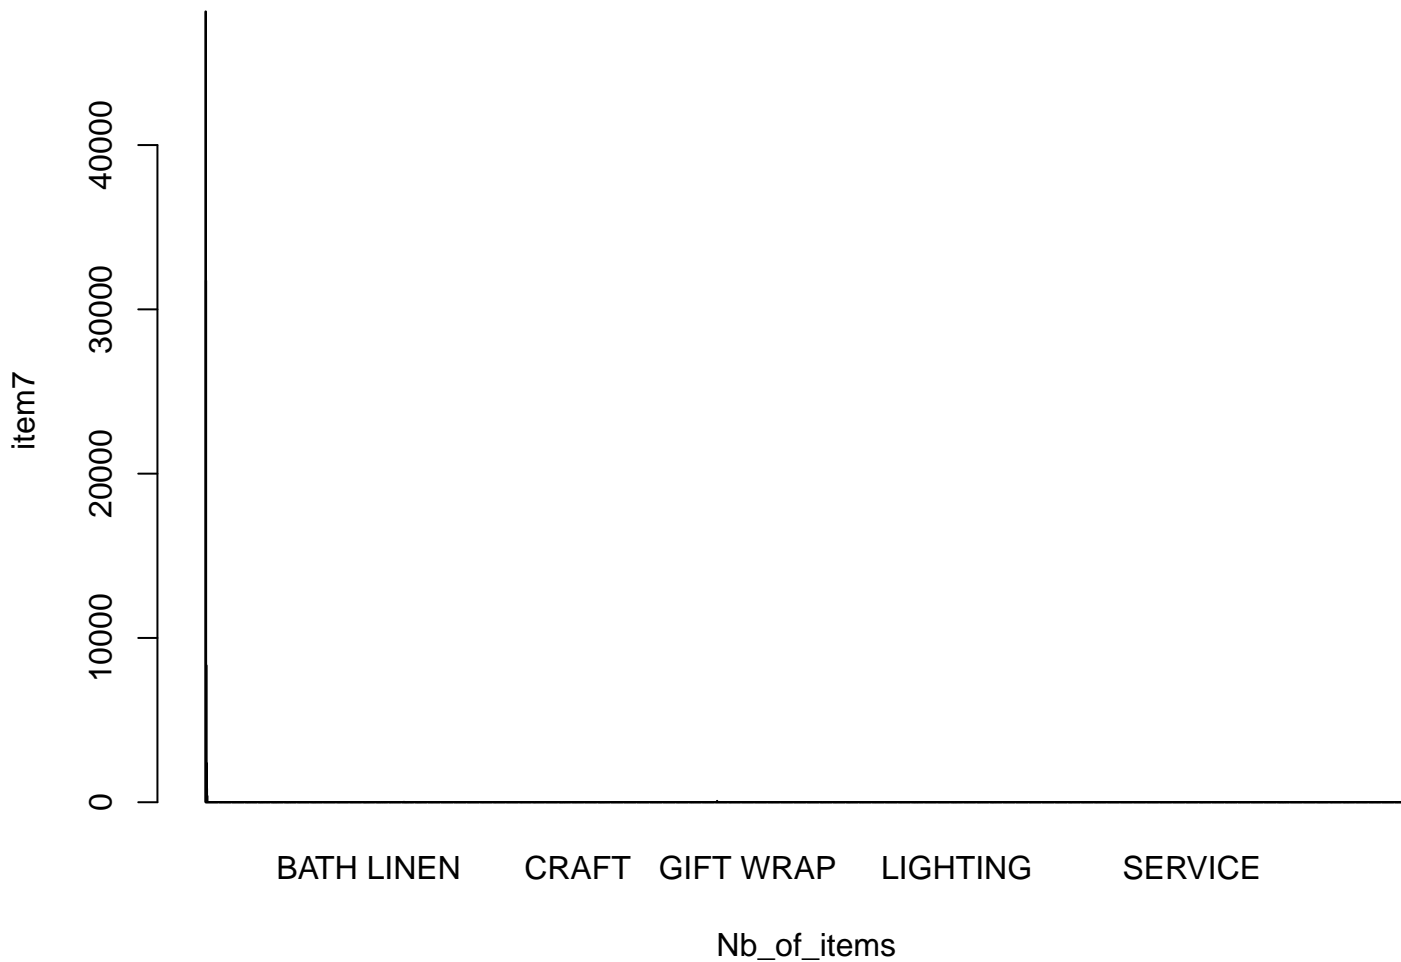 40000
30000
20000
10000
0
item7
BATH LINEN CRAFT GIFT WRAP LIGHTING SERVICE
Nb_of_items